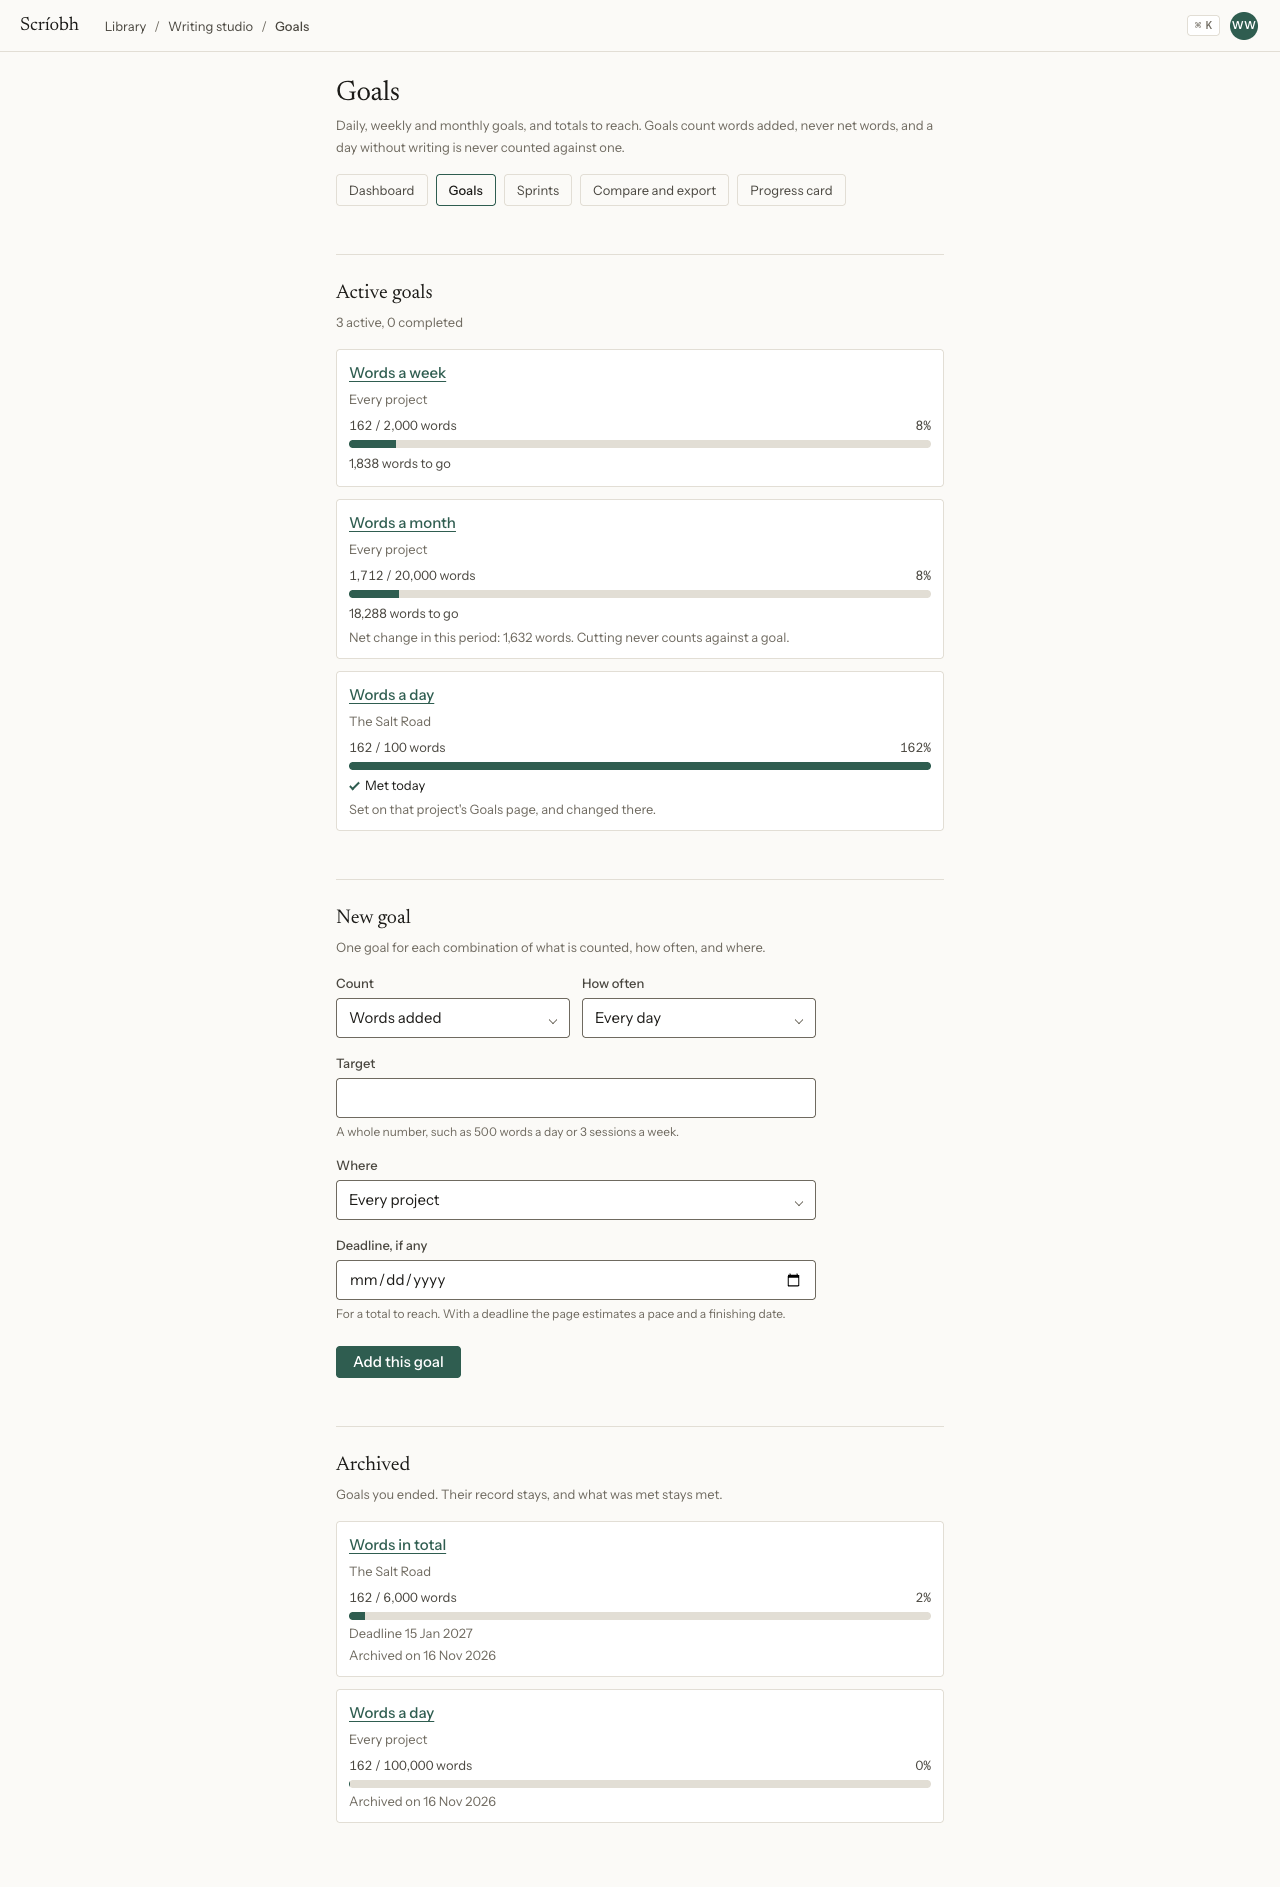 Scríobh Library / Writing studio / Goals ⌘ K WW
Goals
Daily, weekly and monthly goals, and totals to reach. Goals count words added, never net words, and a
day without writing is never counted against one.
Dashboard Goals Sprints Compare and export Progress card
Active goals
3 active, 0 completed
Words a week
Every project
162 / 2,000 words 8%
1,838 words to go
Words a month
Every project
1,712 / 20,000 words 8%
18,288 words to go
Net change in this period: 1,632 words. Cutting never counts against a goal.
Words a day
The Salt Road
162 / 100 words 162%
Met today
Set on that project's Goals page, and changed there.
New goal
One goal for each combination of what is counted, how often, and where.
Count How often
Words added Every day
Target
A whole number, such as 500 words a day or 3 sessions a week.
Where
Every project
Deadline, if any
mm/dd/yyyy
For a total to reach. With a deadline the page estimates a pace and a finishing date.
Add this goal
Archived
Goals you ended. Their record stays, and what was met stays met.
Words in total
The Salt Road
162 / 6,000 words 2%
Deadline 15 Jan 2027
Archived on 16 Nov 2026
Words a day
Every project
162 / 100,000 words 0%
Archived on 16 Nov 2026